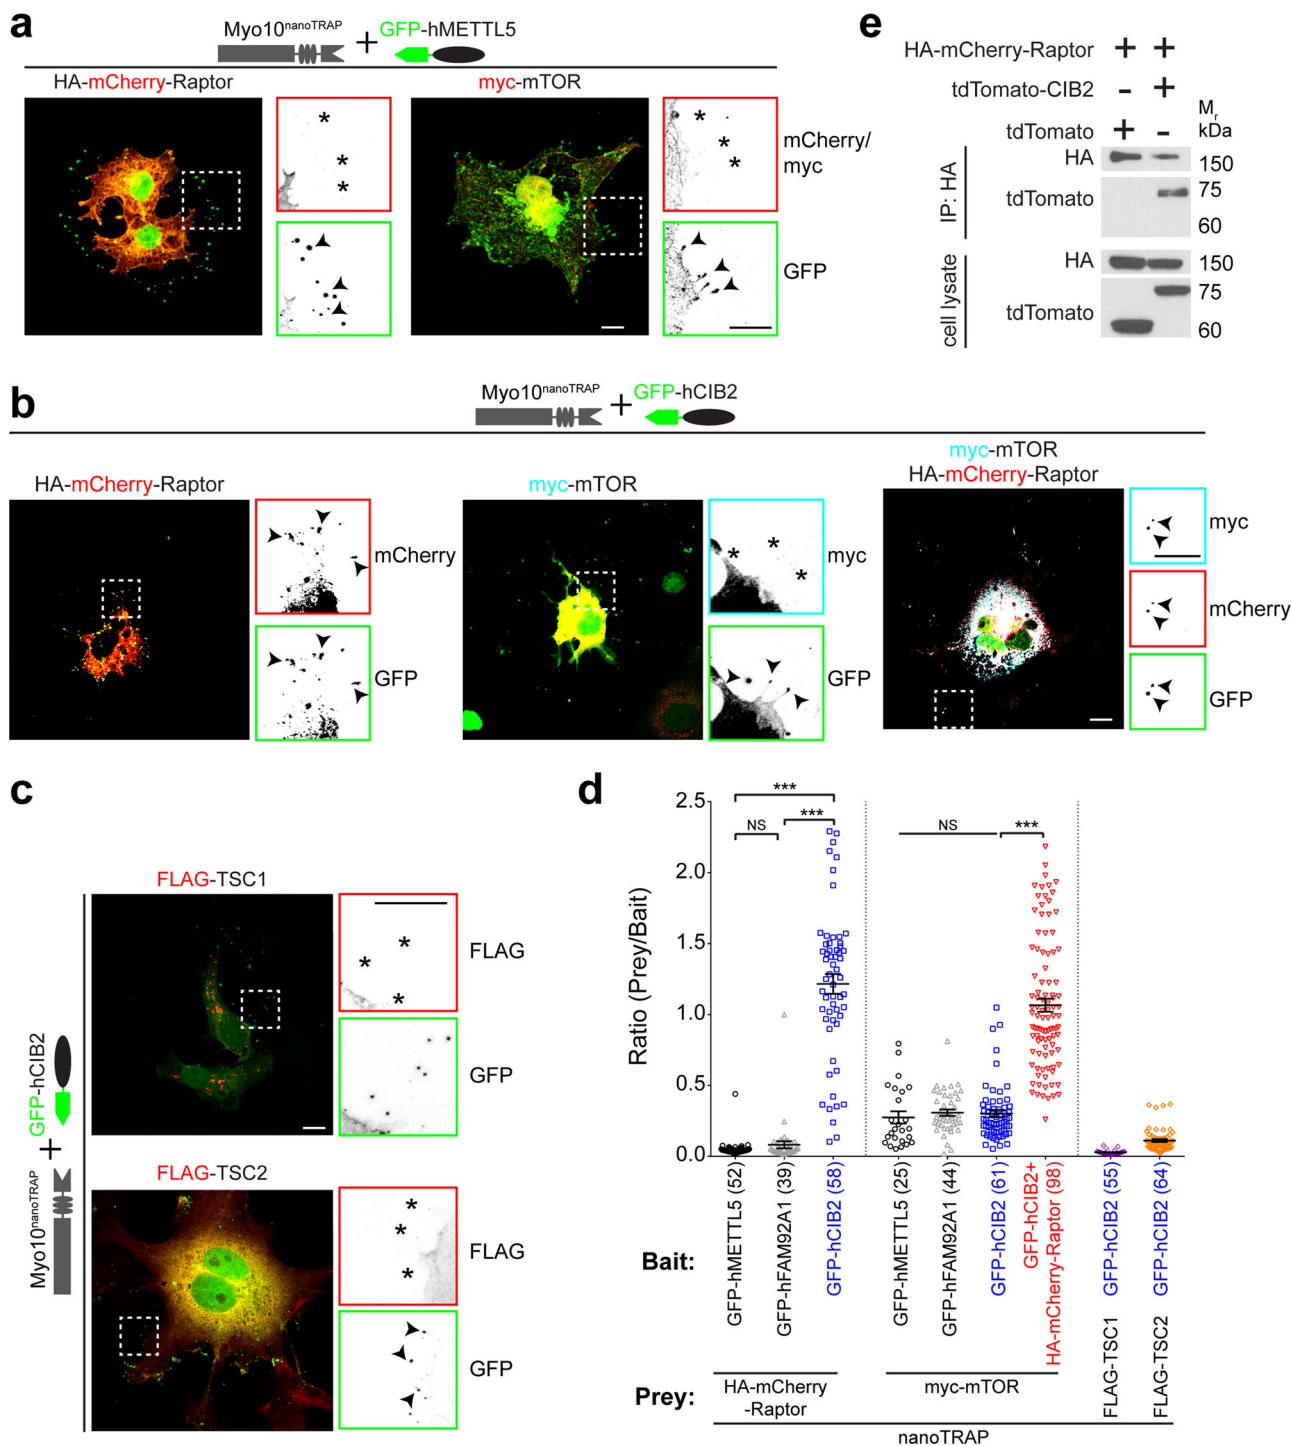 a
Myo10nanoTRAP + GFP-hMETTL5
HA-mCherry-Raptor
myc-mTOR
*
*
*
*
*
*
mCherry/
myc
GFP
e
HA-mCherry-Raptor + +
tdTomato-CIB2 - +
tdTomato + -
Mr
kDa
IP: HA
HA 150
tdTomato 75
60
cell lysate
HA 150
tdTomato 75
60
b
Myo10nanoTRAP + GFP-hCIB2
HA-mCherry-Raptor
mCherry
GFP
myc-mTOR
*
*
*
myc
GFP
myc-mTOR
HA-mCherry-Raptor
myc
mCherry
GFP
c
Myo10nanoTRAP + GFP-hCIB2
FLAG-TSC1
*
*
*
FLAG
GFP
FLAG-TSC2
*
*
*
FLAG
GFP
d
Ratio (Prey/Bait)
2.5
2.0
1.5
1.0
0.5
0.0
***
NS
***
NS
***
Bait:
GFP-hMETTL5 (52)
GFP-hFAM92A1 (39)
GFP-hCIB2 (58)
GFP-hMETTL5 (25)
GFP-hFAM92A1 (44)
GFP-hCIB2 (61)
GFP-hCIB2+
HA-mCherry-Raptor (98)
GFP-hCIB2 (55)
GFP-hCIB2 (64)
Prey:
HA-mCherry
-Raptor
myc-mTOR
FLAG-TSC1
FLAG-TSC2
nanoTRAP